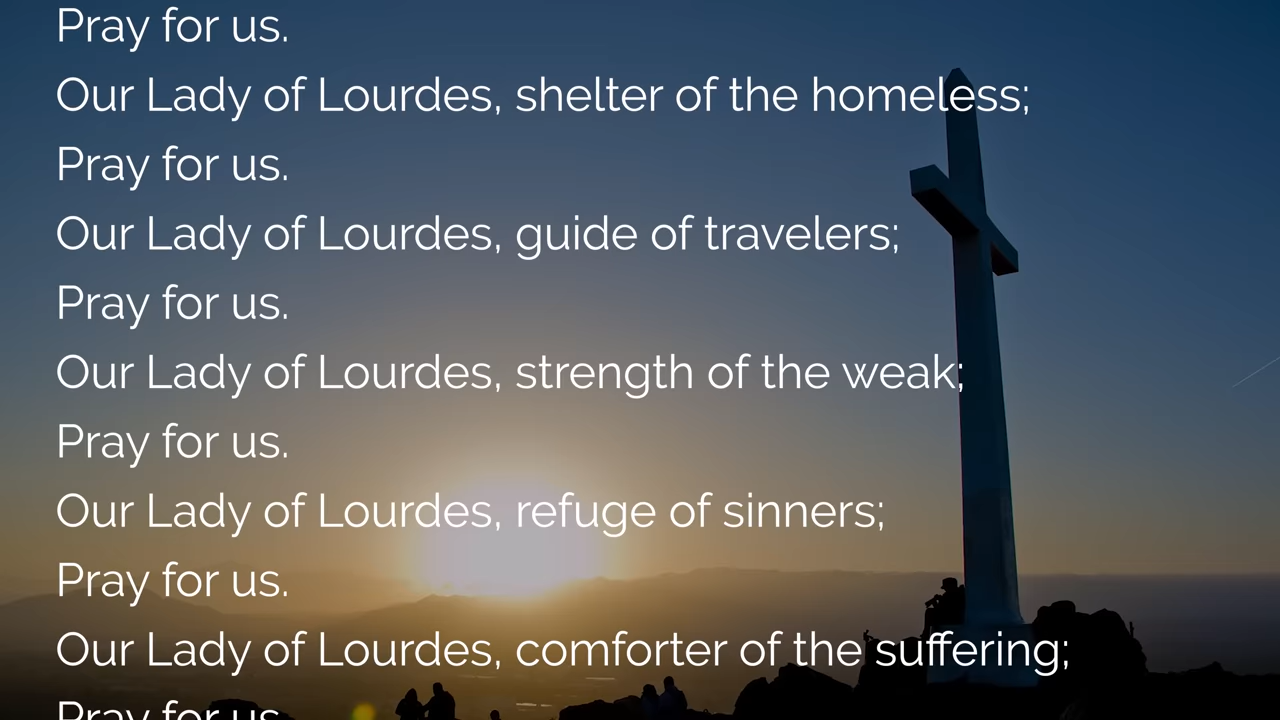 Pray for us.
Our Lady of Lourdes, shelter of the homeless;
Pray for us.
Our Lady of Lourdes, guide of travelers;
Pray for us.
Our Lady of Lourdes, strength of the weak;
Pray for us.
Our Lady of Lourdes, refuge of sinners;
Pray for us.
Our Lady of Lourdes, comforter of the suffering;
Pray for us.